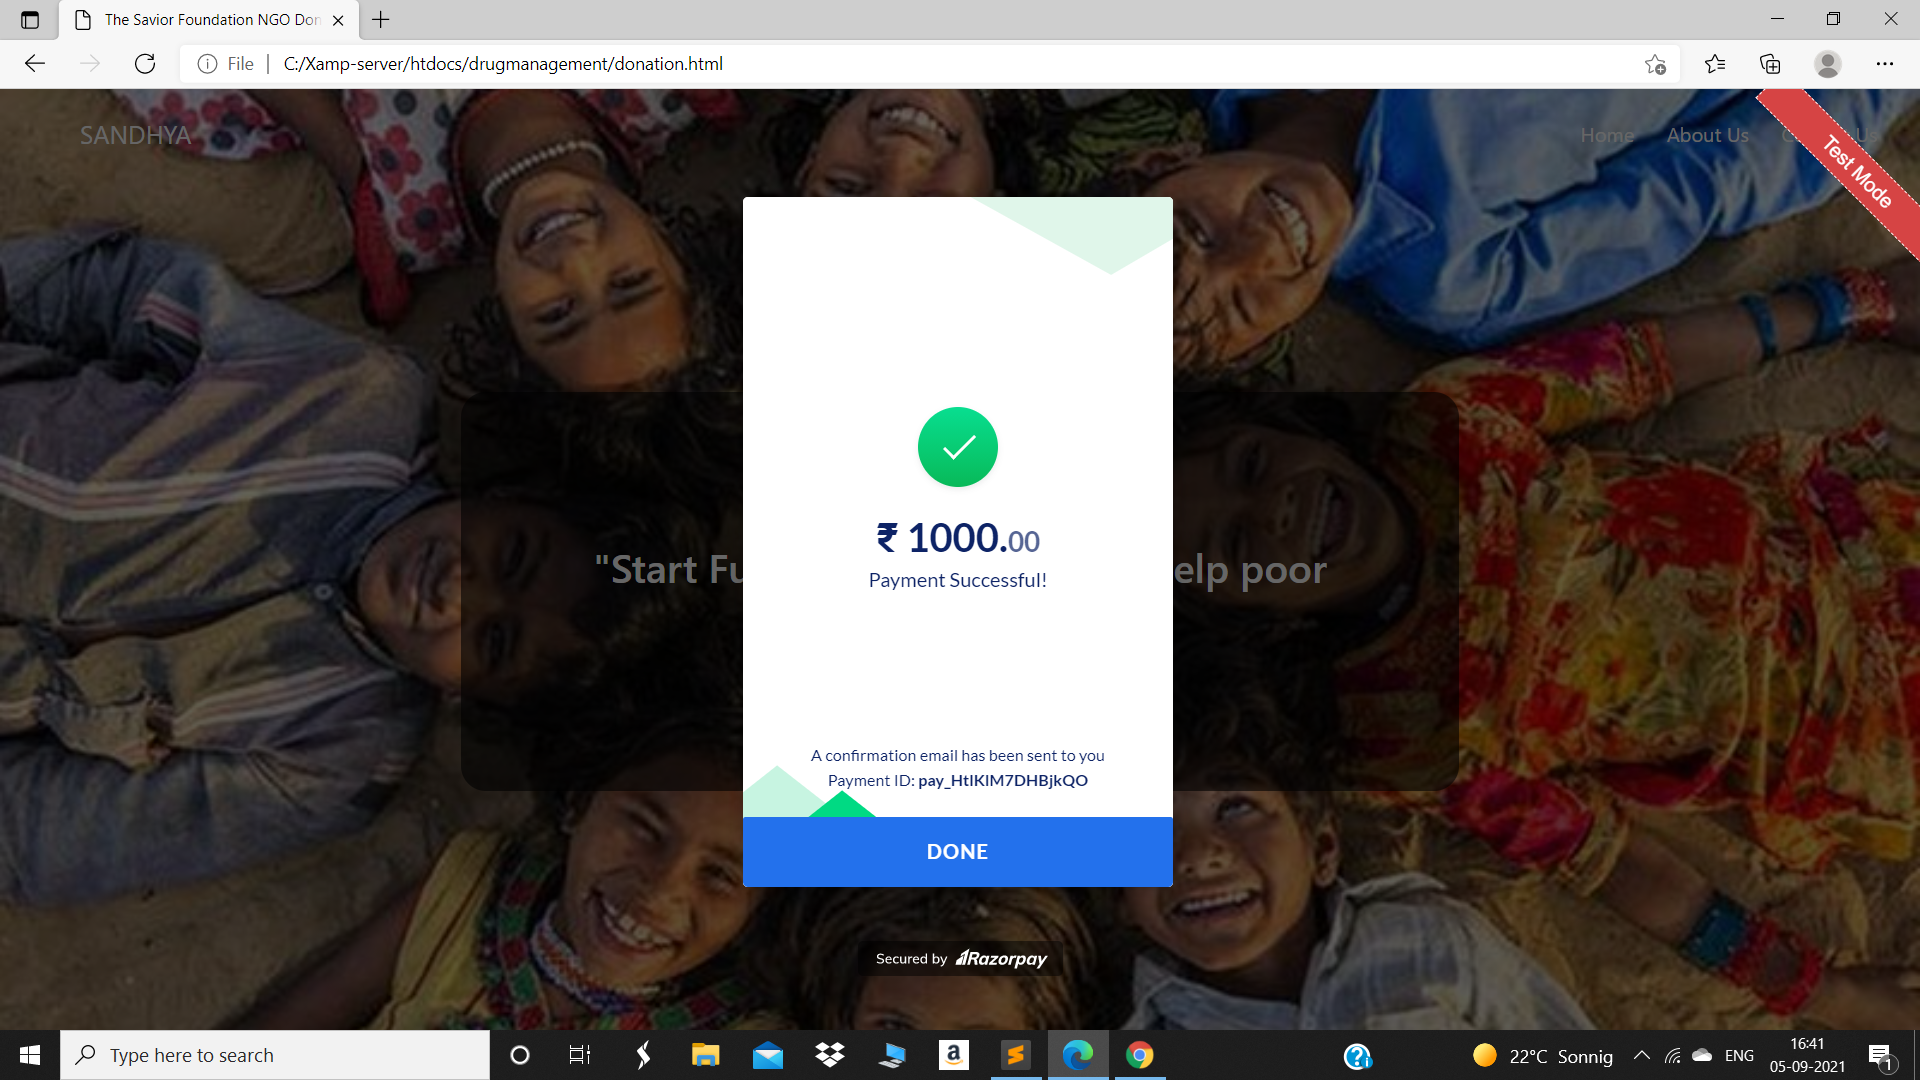 The Savior Foundation NGO Don
File
C:/Xamp-server/htdocs/drugmanagement/donation.html
SANDHYA
Home
About Us
Us
Test Mode
₹ 1000.00
Payment Successful!
"Start Fu
elp poor
A confirmation email has been sent to you
Payment ID: pay_HtIKIM7DHBjkQO
DONE
Secured by Razorpay
Type here to search
a
22°C Sonnig
ENG
16:41
05-09-2021
1